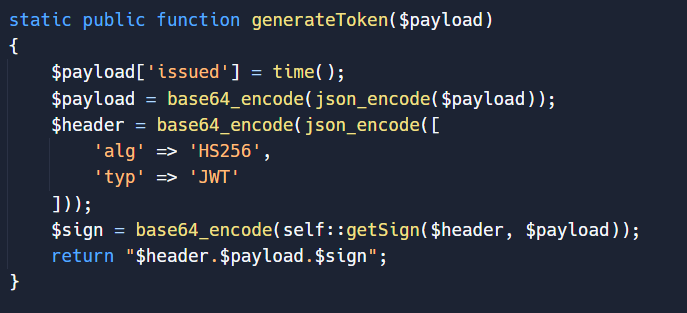 static public function generateToken($payload)
{
    $payload['issued'] = time();
    $payload = base64_encode(json_encode($payload));
    $header = base64_encode(json_encode([
        'alg' => 'HS256',
        'typ' => 'JWT'
    ]));
    $sign = base64_encode(self::getSign($header, $payload));
    return "$header.$payload.$sign";
}